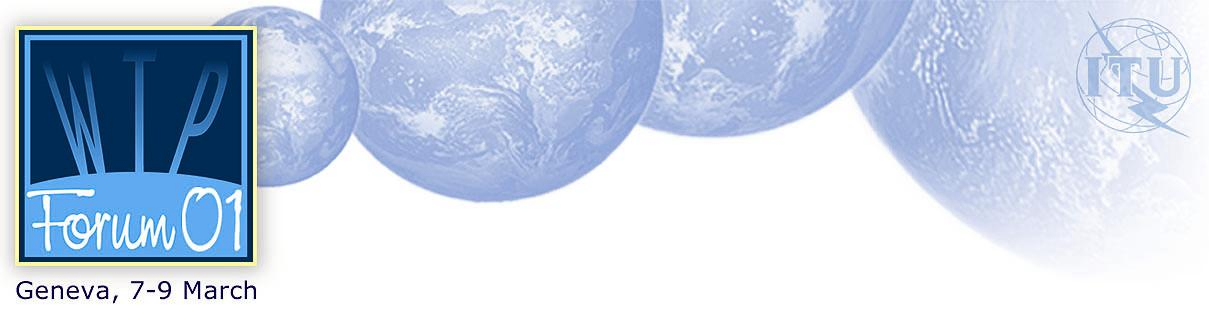 WTP
Forum 01
Geneva, 7-9 March
ITU